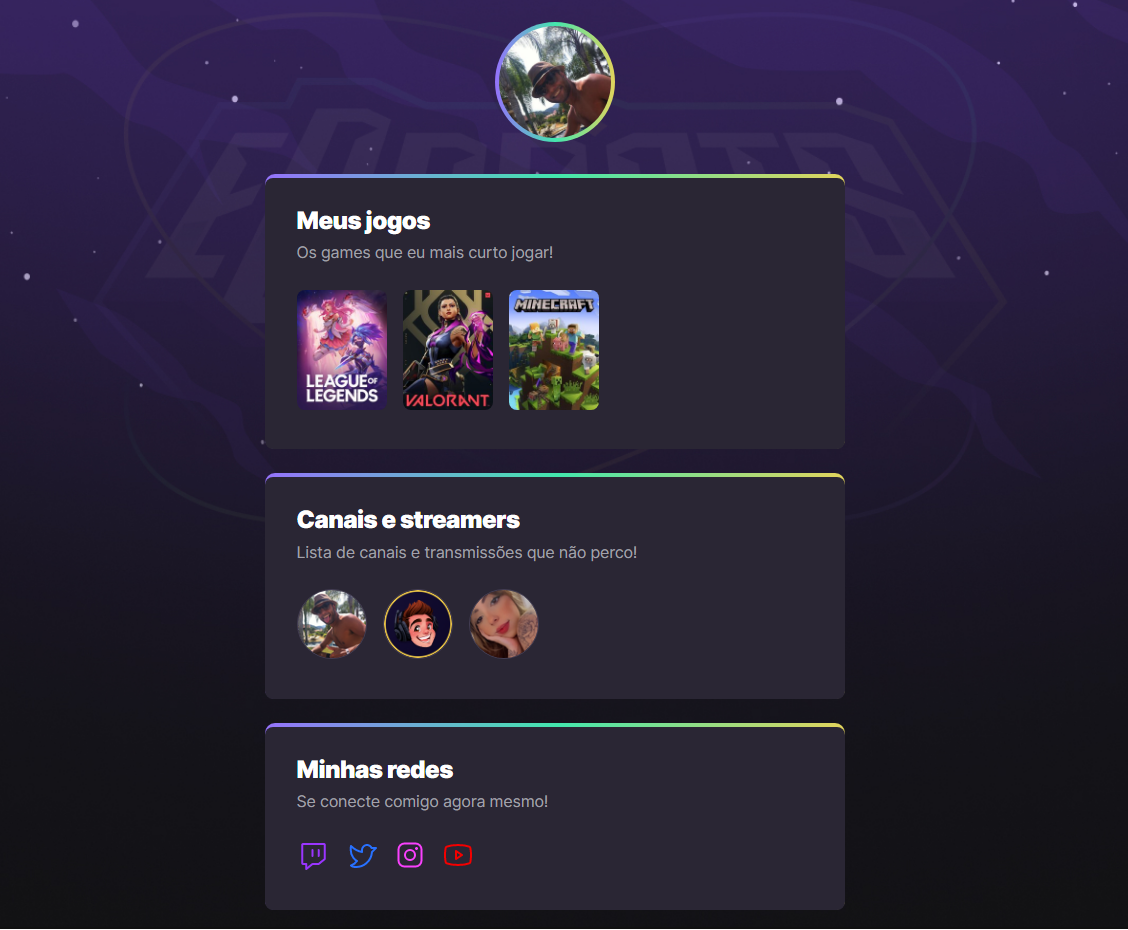 Meus jogos
Os games que eu mais curto jogar!
LEAGUE OF
LEGENDS
VALORANT
MINECRAFT
Canais e streamers
Lista de canais e transmissões que não perco!
Minhas redes
Se conecte comigo agora mesmo!